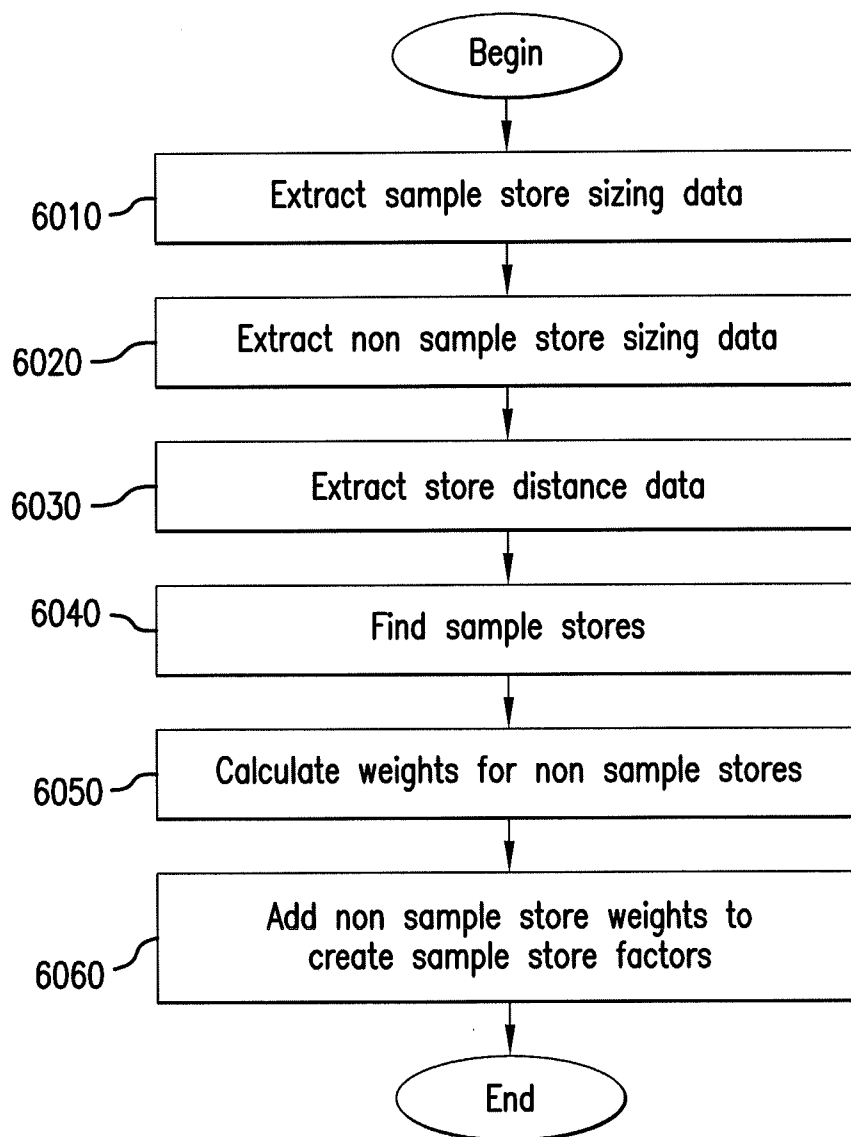 Begin
6010
Extract sample store sizing data
6020
Extract non sample store sizing data
6030
Extract store distance data
6040
Find sample stores
6050
Calculate weights for non sample stores
6060
Add non sample store weights to
create sample store factors
End